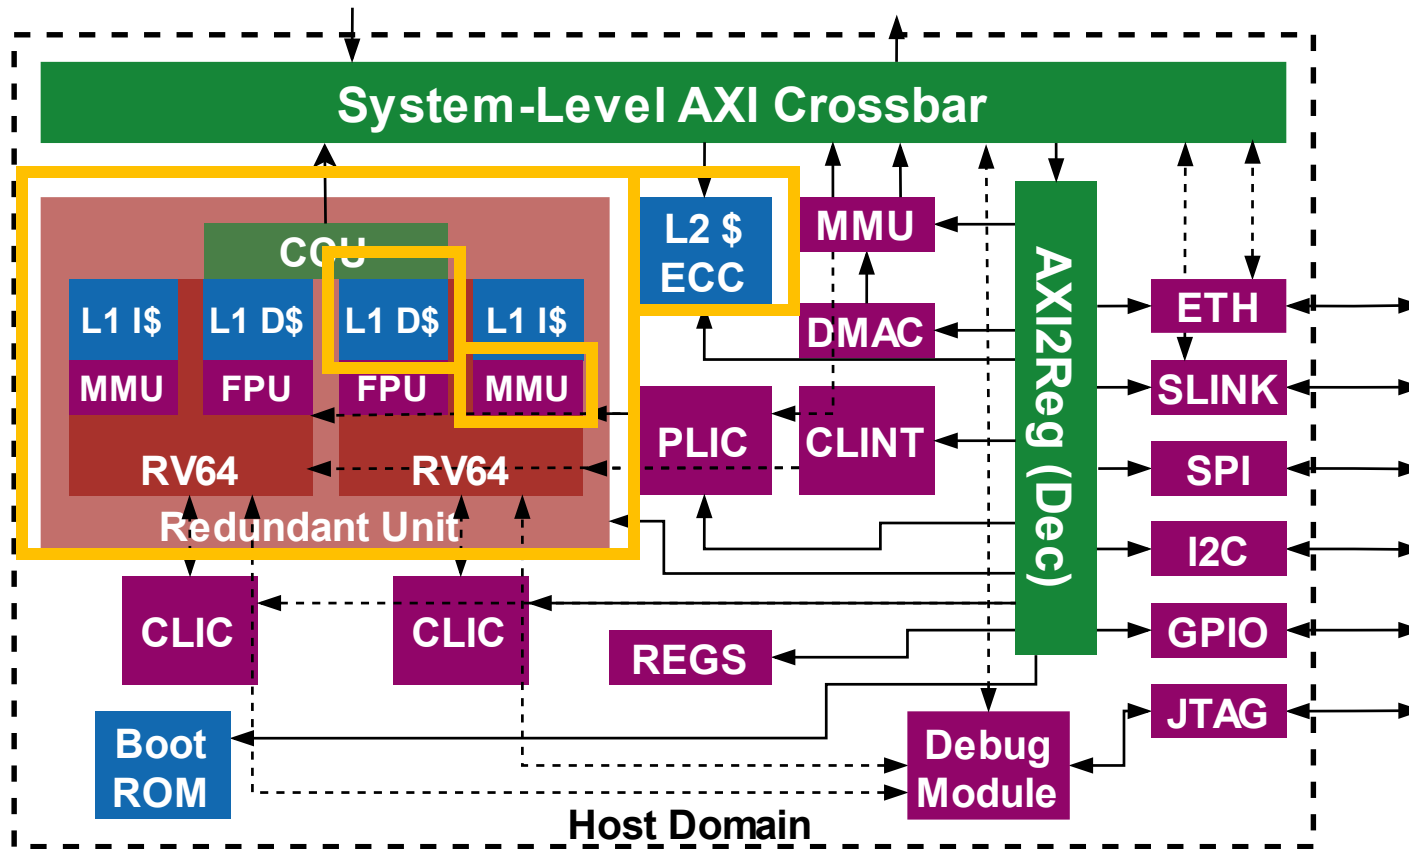 System-Level AXI Crossbar
CCU
L1 I$
L1 D$
L1 D$
L1 I$
MMU
FPU
FPU
MMU
RV64
RV64
Redundant Unit
L2 $
ECC
MMU
DMAC
PLIC
CLINT
AXI2Reg (Dec)
ETH
SLINK
SPI
I2C
GPIO
JTAG
CLIC
CLIC
REGS
Boot
ROM
Debug
Module
Host Domain